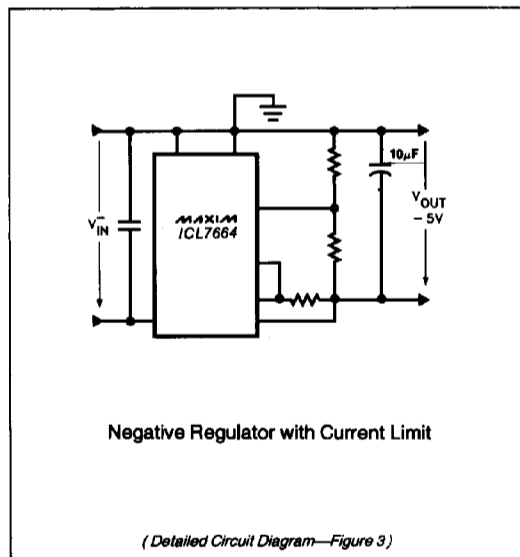 10µF
V⁻IN
MAXIM
ICL7664
VOUT
– 5V
Negative Regulator with Current Limit
( Detailed Circuit Diagram—Figure 3 )